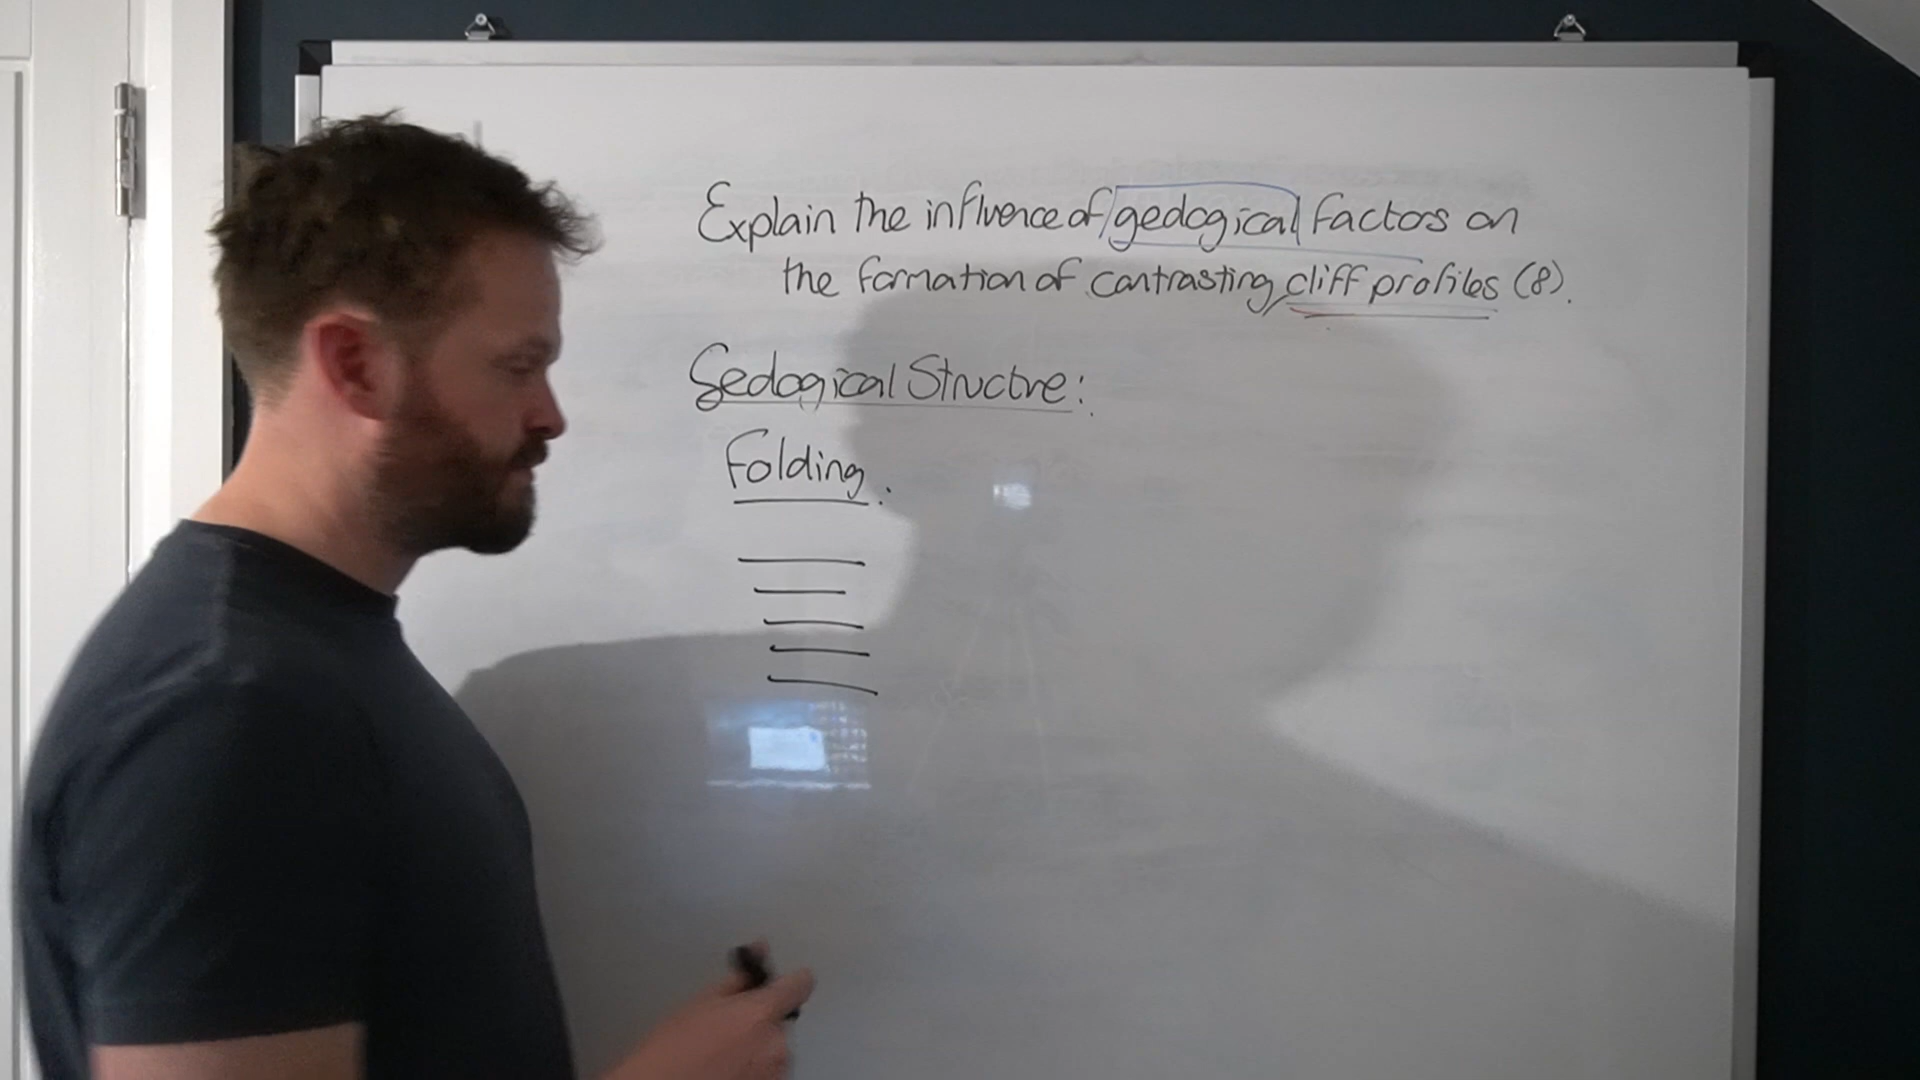 Explain the influence of geological factors on
the formation of contrasting cliff profiles (8).
Geological Structure:
Folding.